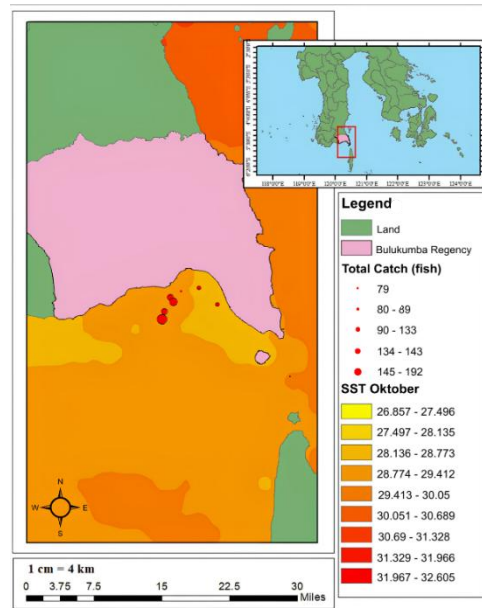 118°0'E 119°0'E 120°0'E 121°0'E 122°0'E 123°0'E 124°0'E
Legend
Land
Bulukumba Regency
Total Catch (fish)
79
80 - 89
90 - 133
134 - 143
145 - 192
SST Oktober
26.857 - 27.496
27.497 - 28.135
28.136 - 28.773
28.774 - 29.412
29.413 - 30.05
30.051 - 30.689
30.69 - 31.328
31.329 - 31.966
31.967 - 32.605
N
W E
S
1 cm = 4 km
0 3.75 7.5 15 22.5 30
Miles